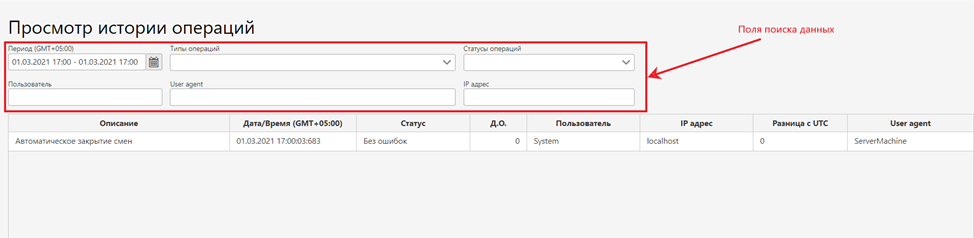 Просмотр истории операций
Поля поиска данных
Период (GMT+05:00) Типы операций Статусы операций
01.03.2021 17:00 - 01.03.2021 17:00
Пользователь User agent IP адрес
Описание Дата/Время (GMT+05:00) Статус Д.О. Пользователь IP адрес Разница с UTC User agent
Автоматическое закрытие смен 01.03.2021 17:00:03:683 Без ошибок 0 System localhost 0 ServerMachine